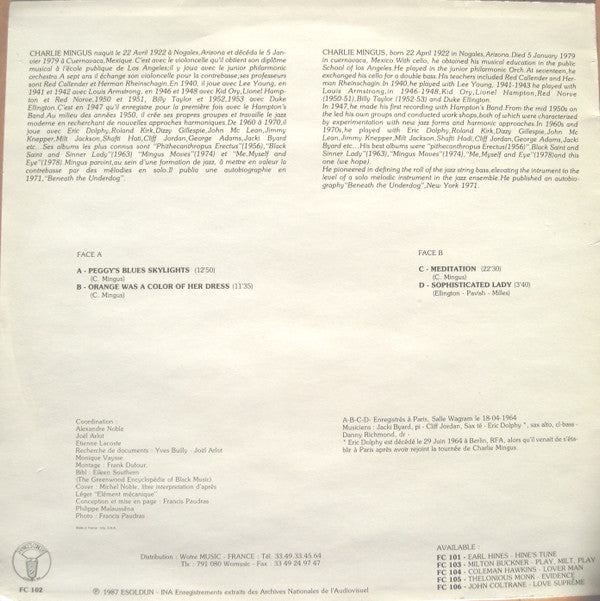 CHARLIE MINGUS naquit le 22 Avril 1922 à Nogales, Arizona et décéda le 5 Jan-
vier 1979 à Cuernavaca, Mexique. C'est avec le violoncelle qu'il obtient son diplôme
musical à l'école publique de Los Angeles; il y joue avec le junior philarmonic
orchestra. A sept ans il échange son violoncelle pour la contrebasse; ses professeurs
sont Red Callender et Herman Rheinschagin En 1940, il joue avec Lee Young, en
1941 et 1942 avec Louis Armstrong, en 1946 et 1948 avec Kid Ory, Lionel Hamp-
ton et Red Norvo, 1950 et 1951, Billy Taylor et 1952, 1953 avec Duke
Ellington. C'est en 1947 qu'il enregistre pour la première fois avec le Hampton's
Band. Au milieu des années 1950, il crée ses propres groupes et travaille le jazz
moderne en recherchant de nouvelles approches harmoniques. De 1960 à 1970, il
joue avec Eric Dolphy, Roland Kirk, Dizzy Gillespie, John Mc Lean, Jimmy
Knepper, Milt Jackson, Shafi Hati, Clif Jordan, George Adams, Jacki Byard
etc... Ses albums les plus connus sont "Pithecanthropus Erectus"(1956), "Black
Saint and Sinner Lady"(1963) "Mingus Moves"(1974) et "Me, Myself and
Eye"(1978). Mingus parvint, au sein d'une formation de jazz, à mettre en valeur la
contrebasse par des mélodies en solo. Il publia une autobiographie en
1971, "Beneath the Underdog".
CHARLIE MINGUS, born 22 April 1922 in Nogales, Arizona. Died 5 January 1979
in cuernavaca, Mexico. With cello, he obtained his musical education in the public
School of los Angeles. He played in the junior philarmonic Orch. At seventeen, he
exchanged his cello for a double bass. His teachers included Red Callender and Her-
man Rheinschagin. In 1940, he played with Lee Young, 1941-1943 he played with
Louis Armstrong; in 1946-1948, Kid Ory, Lionel Hampton, Red Norve
(1950-51), Billy Taylor (1952-53) and Duke Ellington.
In 1947, he made his first recording with Hampton's Band. From the mid 1950s on
the led his own groups and conducted work shops, both of which were characterized
by experimentation with new jazz forms and harmonic approaches. In 1960s and
1970s, he played with Eric Dolphy, Roland Kirk, Dizzy Gillespie, John Mc
Lean, Jimmy Knepper, Milt Jackson, Shadi Hoti, Clif Jordan, George Adams, Jacki
Byard etc... His best albums were "pithecanthropus Erectus(1956)", Black Saint and
Sinner Lady"(1963), "Mingus Moves"(1974), "Me, Myself and Eye"(1978)and this
one (we hope).
He pioneered in defining the roll of the jazz string bass, elevating the intrument to the
level of a solo melodic instrument in the jazz ensemble. He published an autobio-
graphy"Beneath the Underdog", New York 1971.
FACE A
A - PEGGY'S BLUES SKYLIGHTS (12'50)
(C. Mingus)
B - ORANGE WAS A COLOR OF HER DRESS (11'35)
(C. Mingus)
FACE B
C - MEDITATION (22'30)
(C. Mingus)
D - SOPHISTICATED LADY (3'40)
(Ellington - Pavish - Milles)
Coordination :
Alexandre Noble
Joël Arlot
Etienne Lacoste
Recherche de documents : Yves Builly - Joël Arlot
Monique Vaysse.
Montage : Frank Dufour.
Bibl : Eileen Southern
(The Greenwood Encyclopédie of Black Music)
Cover : Michel Noble, libre interprétation d'après
Léger "Elément mécanique"
Conception et mise en page : Francis Paudras
Philippe Malausséna
Photo : Francis Paudras
A-B-C-D- Enregistrés à Paris, Salle Wagram le 18-04-1964
Musiciens : Jacki Byard, pi - Clif Jordan, Sax té - Eric Dolphy *, sax alto, cl-bass -
Danny Richmond, dr -
* Eric Dolphy est décédé le 29 Juin 1964 à Berlin, RFA, alors qu'il venait de s'éta-
blir à Paris après avoir rejoint la tournée de Charlie Mingus.
FC 102
Distribution : Wotre MUSIC - FRANCE : Tél. 33.49.33.45.64
Tlx : 791 080 Womusic - Fax 33 49 24 97 47
℗ 1987 ESOLDUN - INA Enregistrements extraits des Archives Nationales de l'Audiovisuel
AVAILABLE :
FC 101 - EARL HINES - HINE'S TUNE
FC 103 - MILTON BUCKNER - PLAY, MILT, PLAY
FC 104 - COLEMAN HAWKINS - LOVER MAN
FC 105 - THELONIOUS MONK - EVIDENCE
FC 106 - JOHN COLTRANE - LOVE SUPRÊME